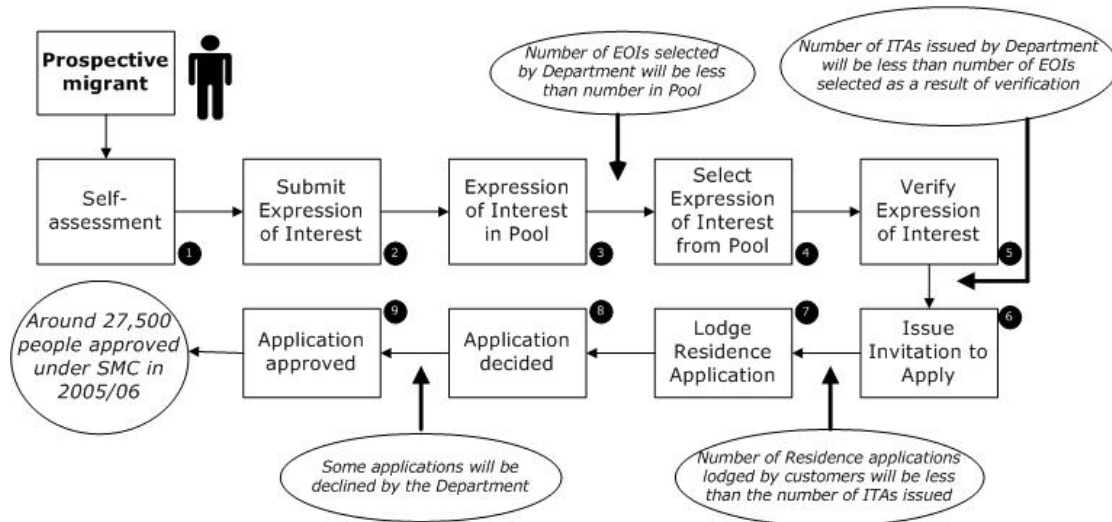 Prospective
migrant
Number of EOIs selected
by Department will be less
than number in Pool
Number of ITAs issued by Department
will be less than number of EOIs
selected as a result of verification
Self-
assessment
1
Submit
Expression
of Interest
2
Expression
of Interest
in Pool
3
Select
Expression
of Interest
from Pool
4
Verify
Expression
of Interest
5
Issue
Invitation to
Apply
6
Lodge
Residence
Application
7
Application
decided
8
Application
approved
9
Around 27,500
people approved
under SMC in
2005/06
Some applications will be
declined by the Department
Number of Residence applications
lodged by customers will be less
than the number of ITAs issued